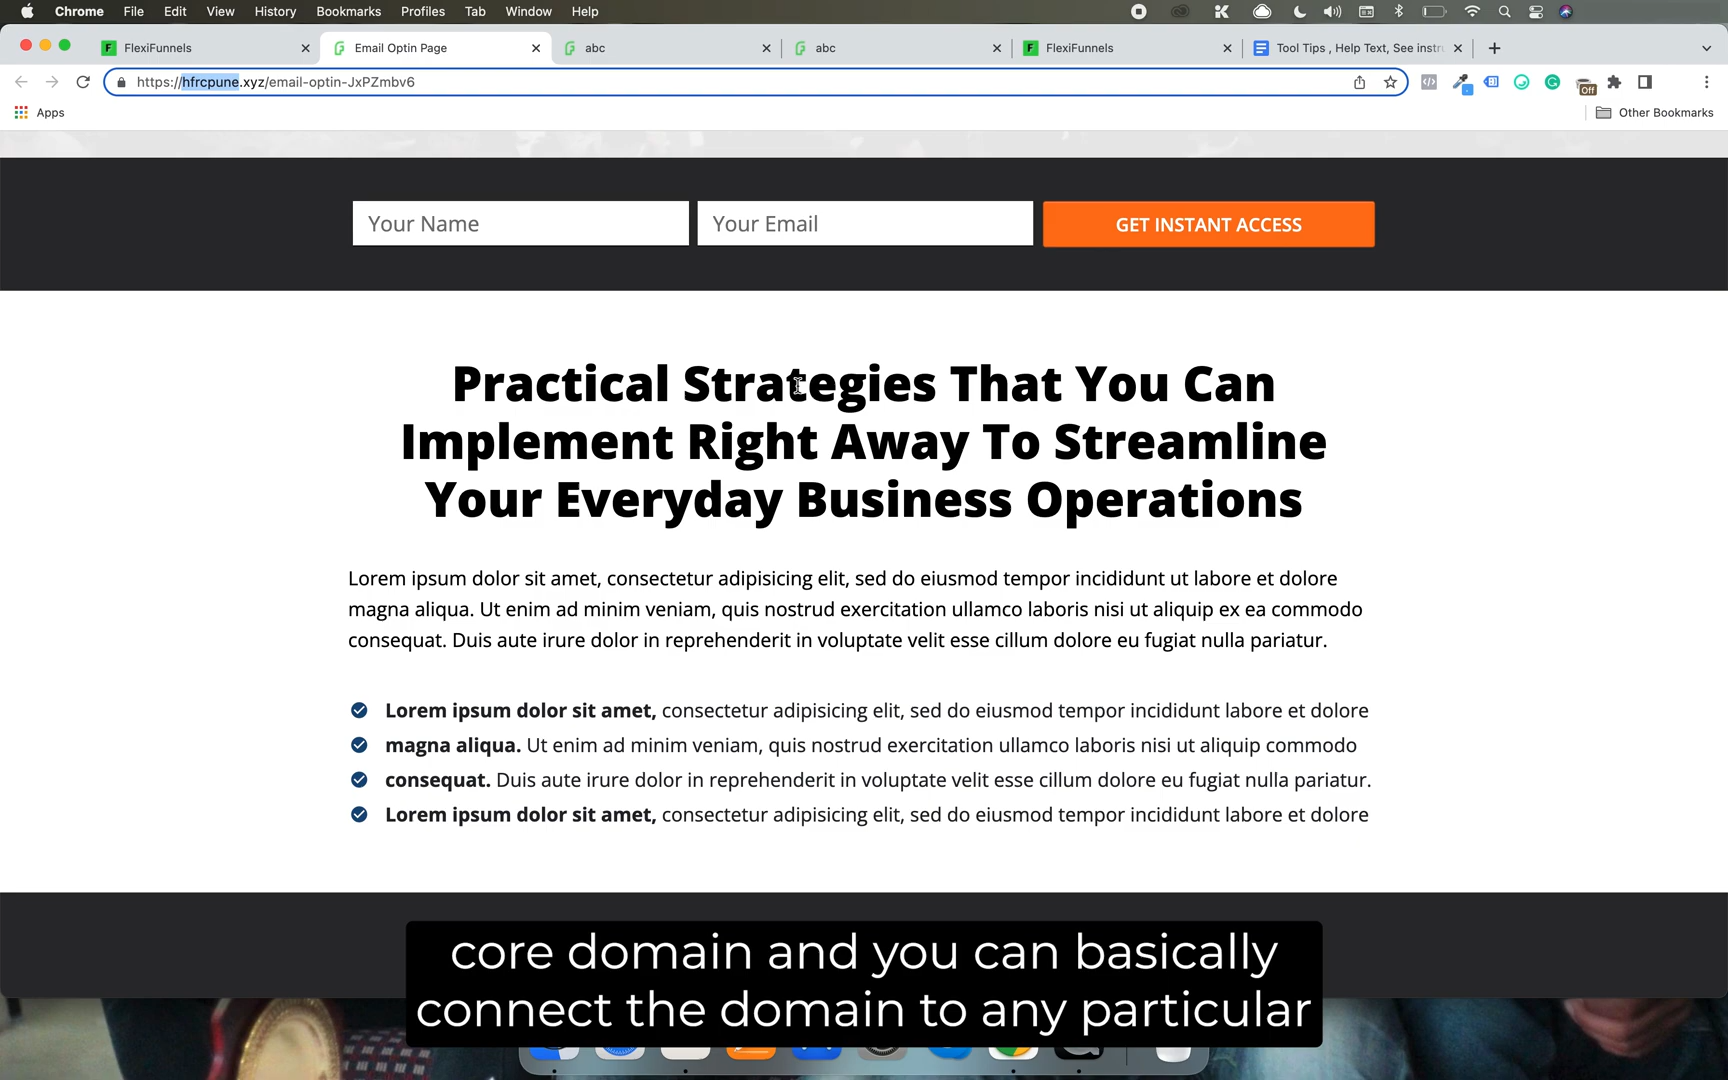 Chrome File Edit View History Bookmarks Profiles Tab Window Help
FlexiFunnels
Email Optin Page
abc
abc
FlexiFunnels
Tool Tips , Help Text, See instru
https://hfrcpune.xyz/email-optin-JxPZmbv6
Off
Apps
Other Bookmarks
Your Name
Your Email
GET INSTANT ACCESS
Practical Strategies That You Can
Implement Right Away To Streamline
Your Everyday Business Operations
Lorem ipsum dolor sit amet, consectetur adipisicing elit, sed do eiusmod tempor incididunt ut labore et dolore
magna aliqua. Ut enim ad minim veniam, quis nostrud exercitation ullamco laboris nisi ut aliquip ex ea commodo
consequat. Duis aute irure dolor in reprehenderit in voluptate velit esse cillum dolore eu fugiat nulla pariatur.
Lorem ipsum dolor sit amet, consectetur adipisicing elit, sed do eiusmod tempor incididunt labore et dolore
magna aliqua. Ut enim ad minim veniam, quis nostrud exercitation ullamco laboris nisi ut aliquip commodo
consequat. Duis aute irure dolor in reprehenderit in voluptate velit esse cillum dolore eu fugiat nulla pariatur.
Lorem ipsum dolor sit amet, consectetur adipisicing elit, sed do eiusmod tempor incididunt labore et dolore
core domain and you can basically
connect the domain to any particular